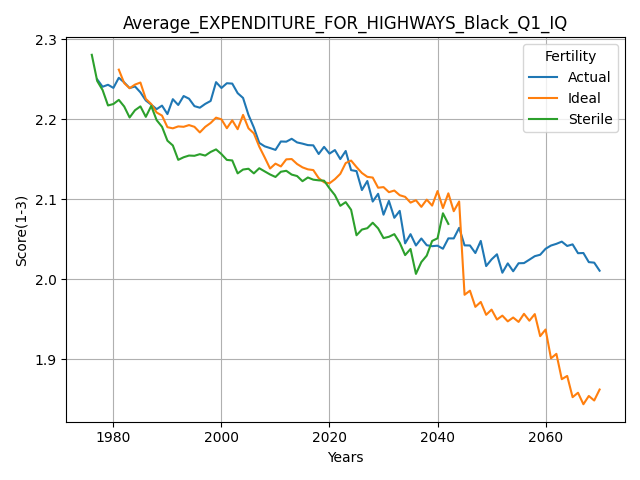 Average_EXPENDITURE_FOR_HIGHWAYS_Black_Q1_IQ
Fertility
Actual
Ideal
Sterile
Score(1-3)
2.3
2.2
2.1
2.0
1.9
1980
2000
2020
2040
2060
Years